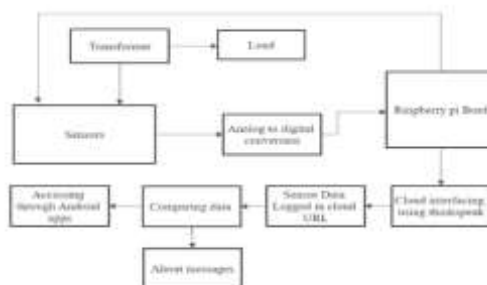 Transformer
Load
Sensors
Analog to digital
conversion
Raspberry pi Board
Accessing
through Android
apps
Comparing data
Sensor Data
Logged in cloud
URL
Cloud interfacing
using thinkspeak
messages